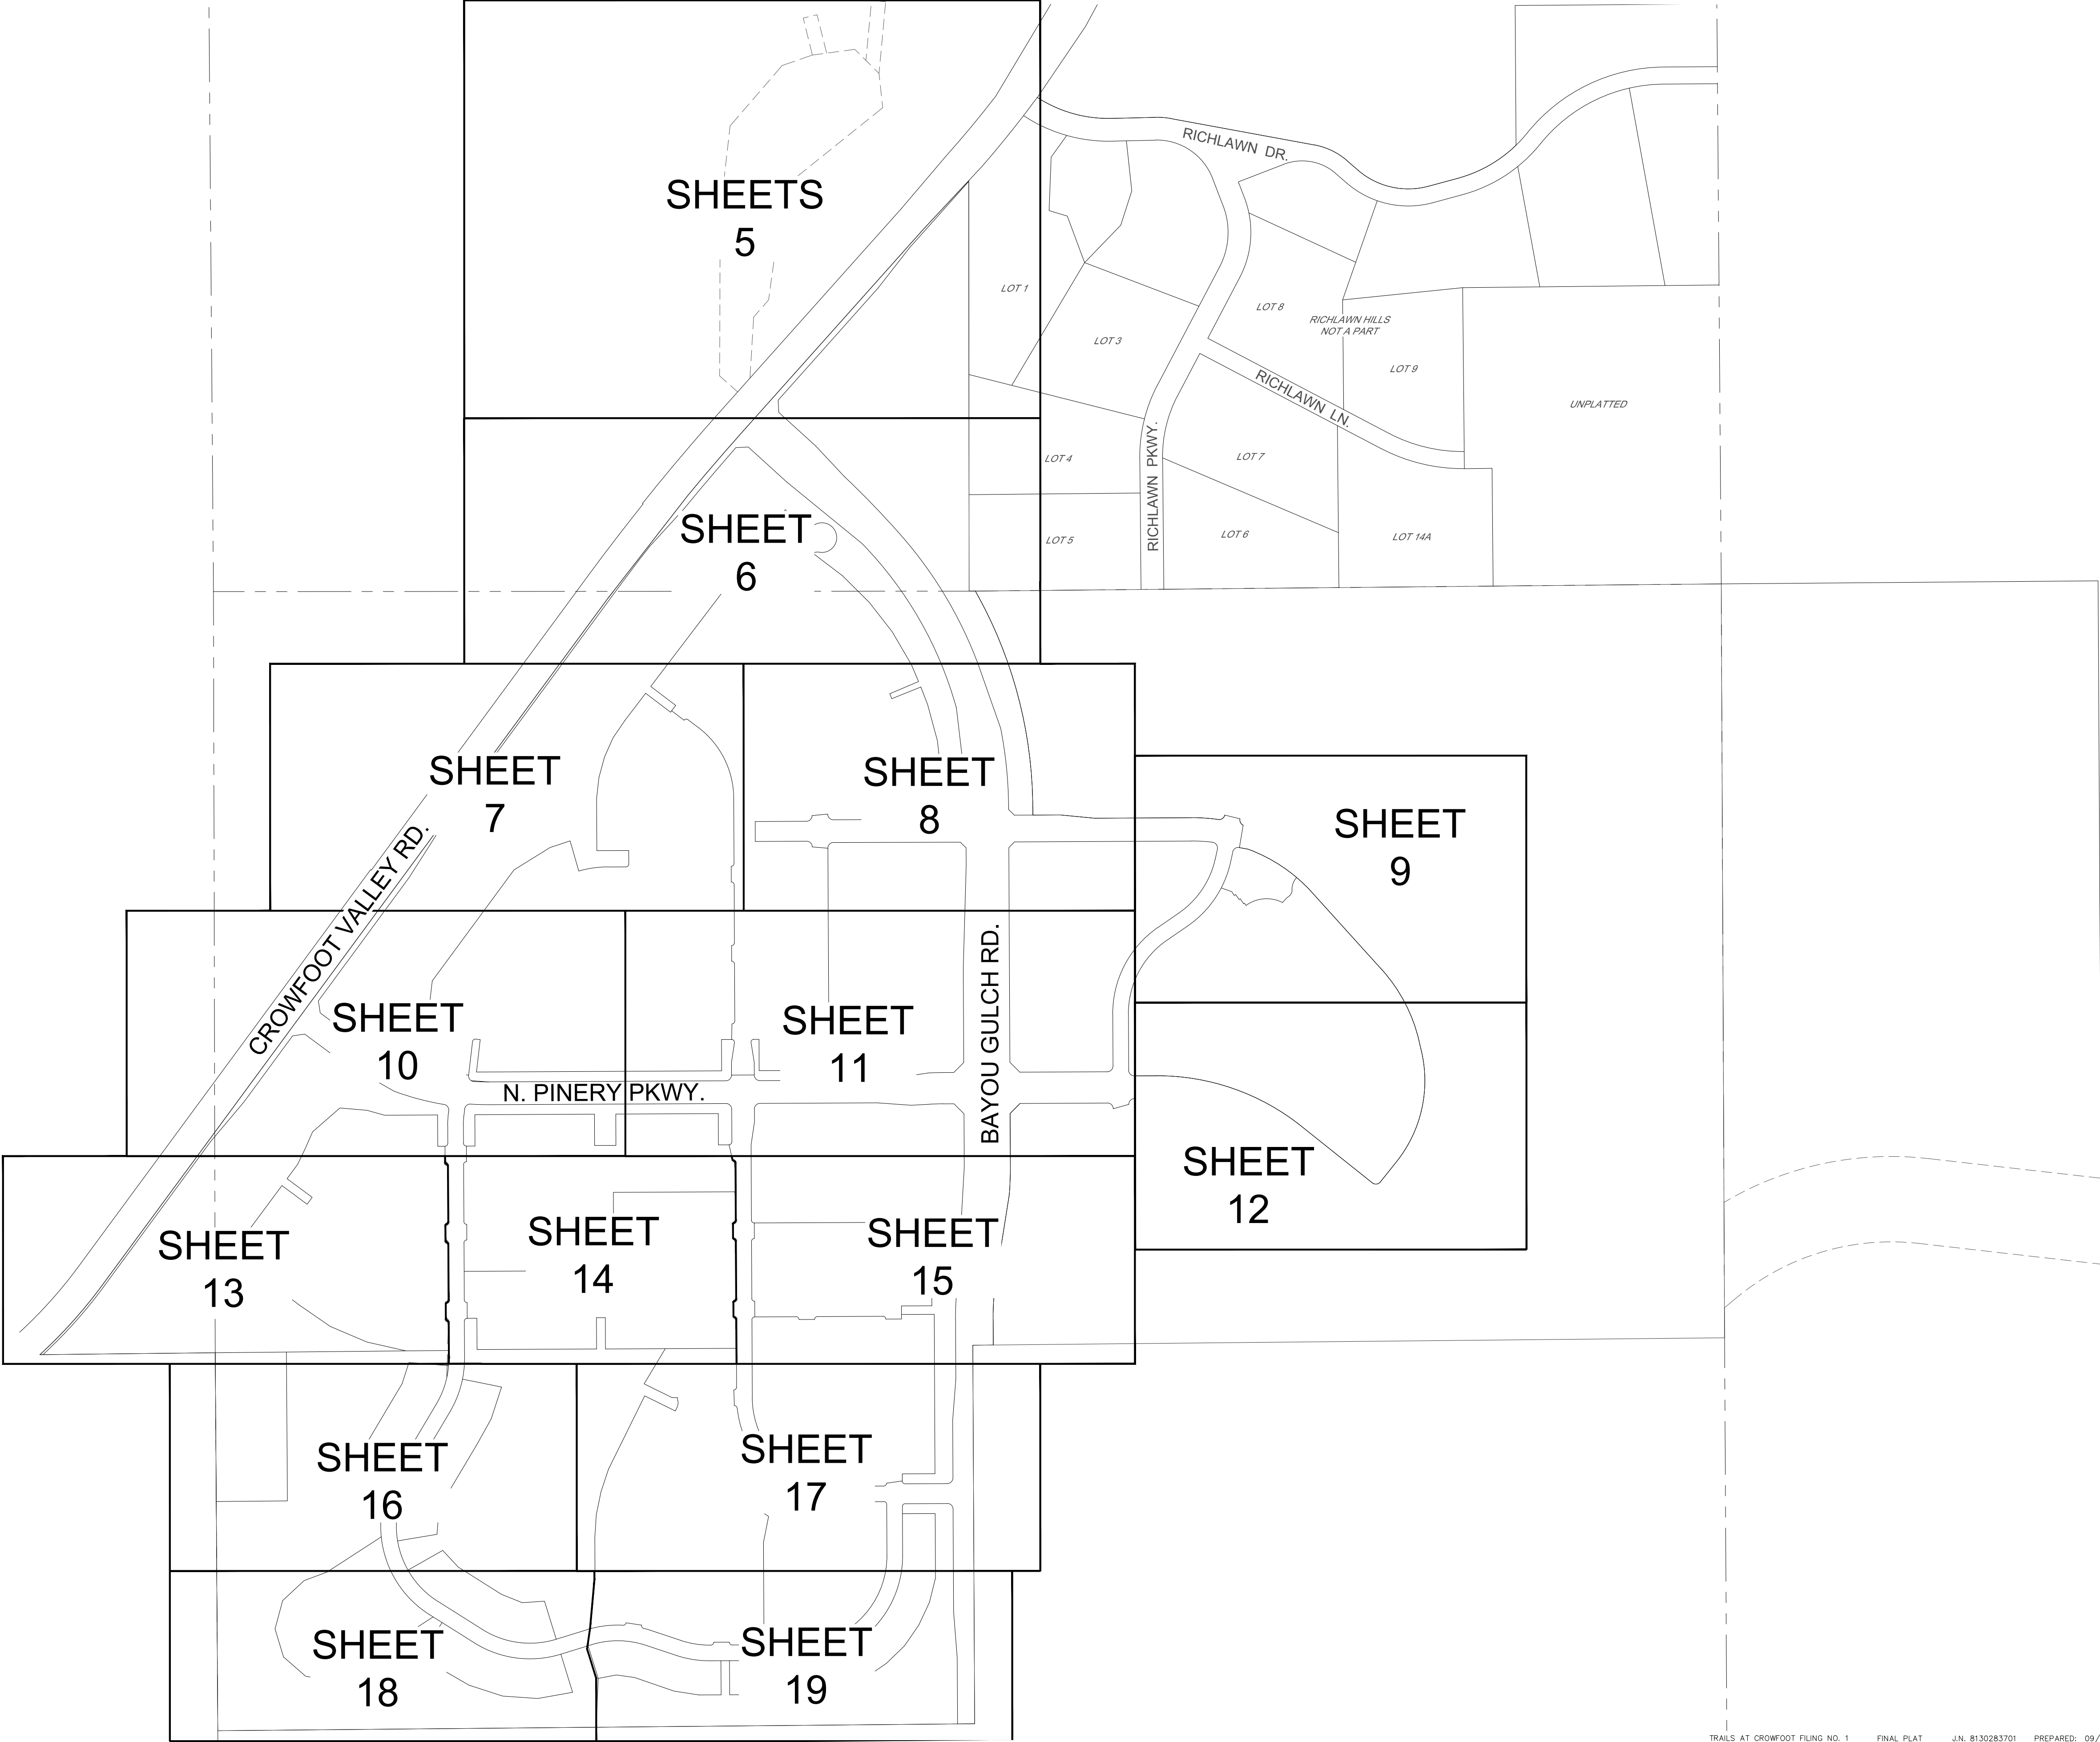 RICHLAWN DR.
SHEETS
5
LOT 1
LOT 8
RICHLAWN HILLS
NOT A PART
LOT 3
LOT 9
RICHLAWN LN.
UNPLATTED
RICHLAWN PKWY.
LOT 4
LOT 7
SHEET
6
LOT 5
LOT 6
LOT 14A
SHEET
7
SHEET
8
SHEET
9
CROWFOOT VALLEY RD.
SHEET
10
SHEET
11
BAYOU GULCH RD.
N. PINERY PKWY.
SHEET
12
SHEET
13
SHEET
14
SHEET
15
SHEET
16
SHEET
17
SHEET
18
SHEET
19
TRAILS AT CROWFOOT FILING NO. 1 FINAL PLAT J.N. 8130283701 PREPARED: 09/